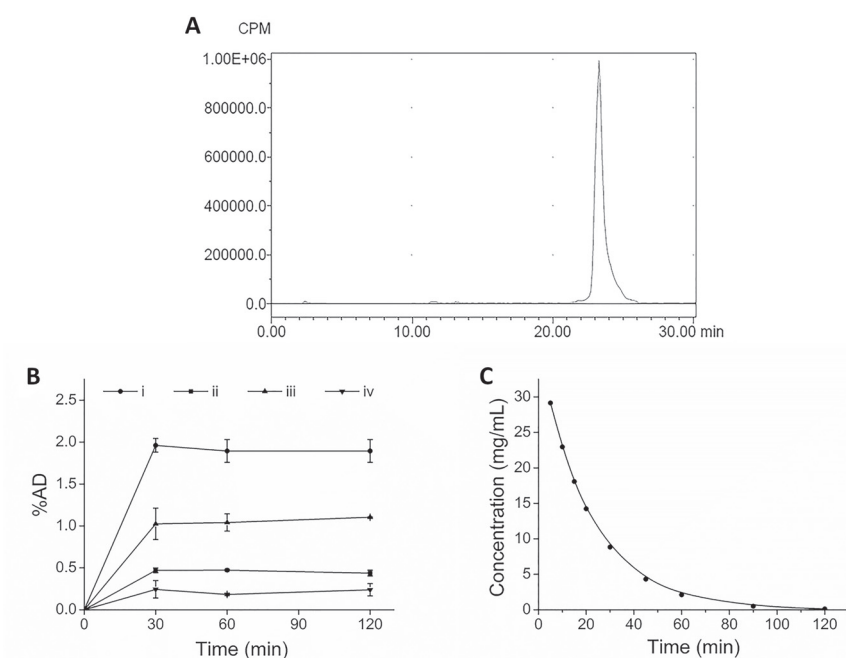 A CPM
1.00E+06
800000.0
600000.0
400000.0
200000.0
0.0
0.00 10.00 20.00 30.00 min
B
i ii iii iv
2.5
2.0
1.5
1.0
0.5
0.0
%AD
0 30 60 90 120
Time (min)
C
30
25
20
15
10
5
0
Concentration (mg/mL)
0 20 40 60 80 100 120
Time (min)